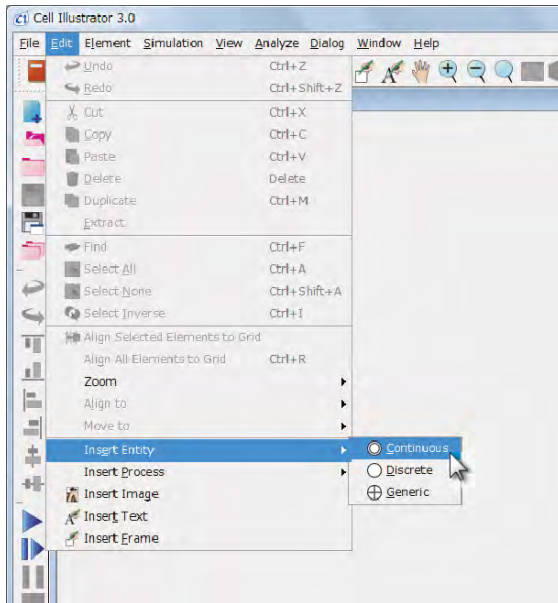 Cell Illustrator 3.0
File Edit Element Simulation View Analyze Dialog Window Help
Undo Ctrl+Z
Redo Ctrl+Shift+Z
Cut Ctrl+X
Copy Ctrl+C
Paste Ctrl+V
Delete Delete
Duplicate Ctrl+M
Extract
Find Ctrl+F
Select All Ctrl+A
Select None Ctrl+Shift+A
Select Inverse Ctrl+I
Align Selected Elements to Grid
Align All Elements to Grid Ctrl+R
Zoom
Align to
Move to
Insert Entity
Continuous
Insert Process
Discrete
Insert Image
Generic
Insert Text
Insert Frame